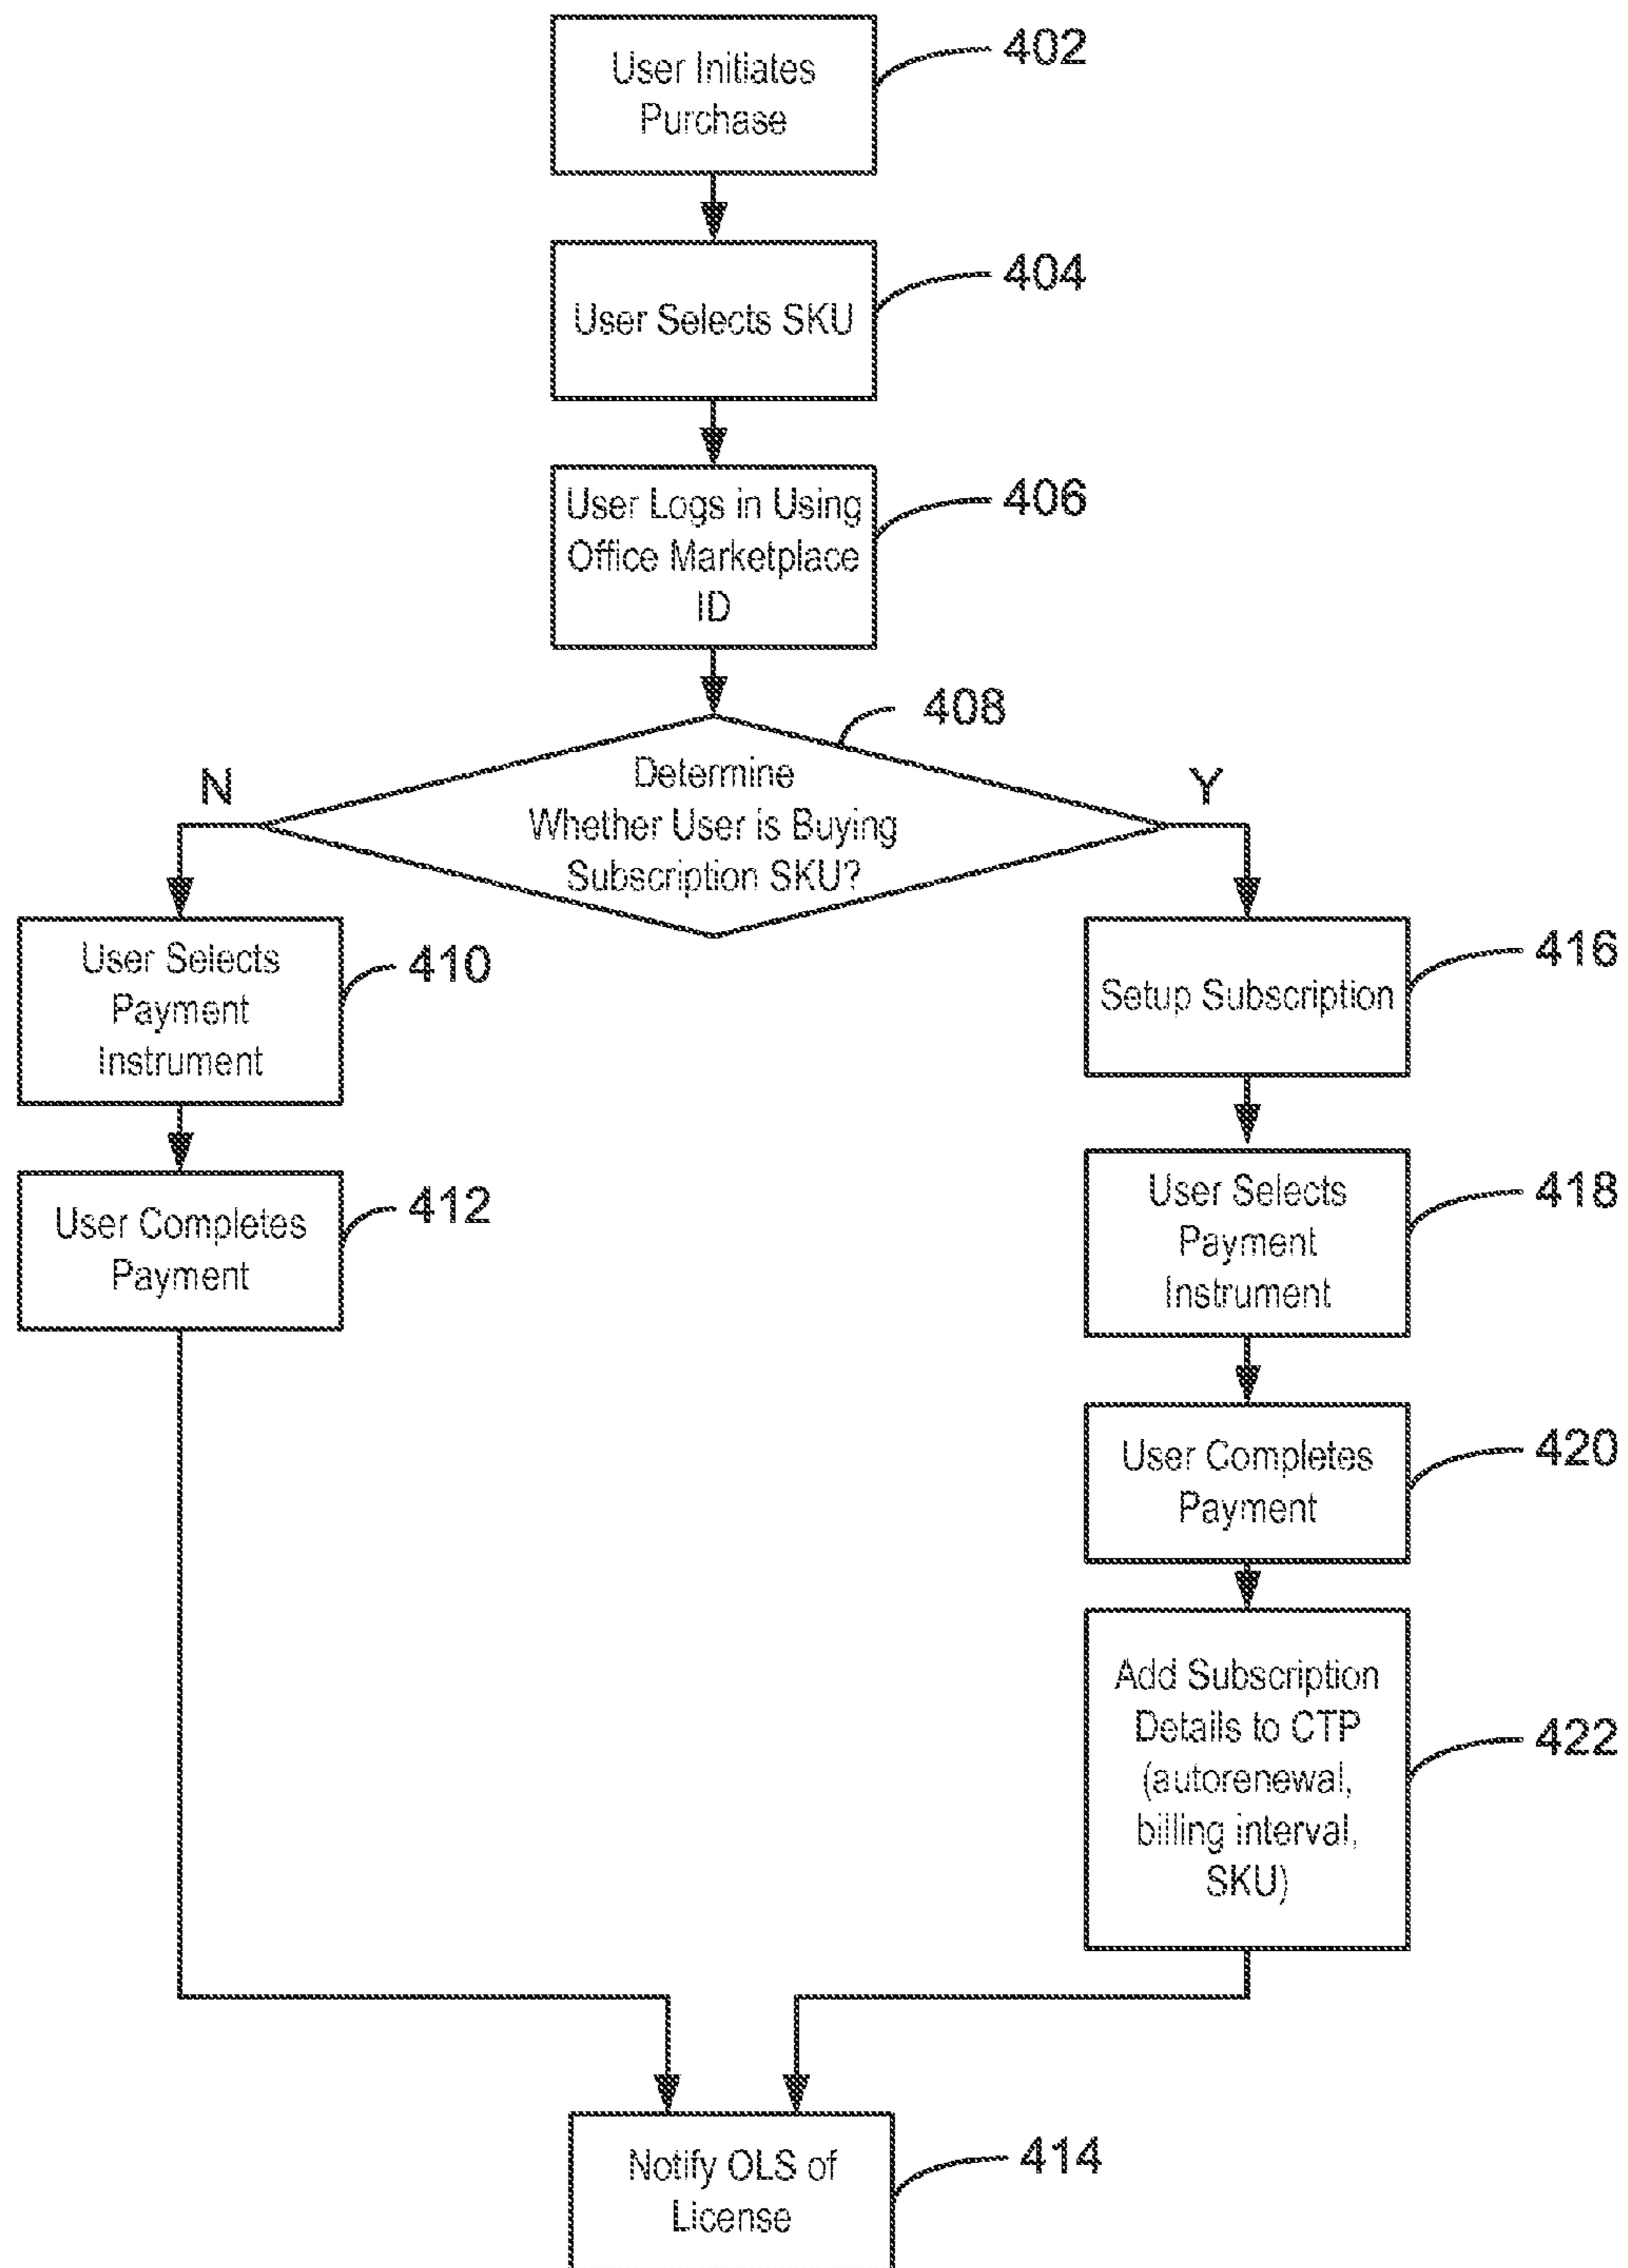 User Initiates
Purchase
402
User Selects SKU
404
User Logs in Using
Office Marketplace
ID
406
408
Determine
Whether User is Buying
Subscription SKU?
N
Y
User Selects
Payment
Instrument
410
User Completes
Payment
412
Setup Subscription
416
User Selects
Payment
Instrument
418
User Completes
Payment
420
Add Subscription
Details to CTP
(autorenewal,
billing interval,
SKU)
422
Notify OLS of
License
414